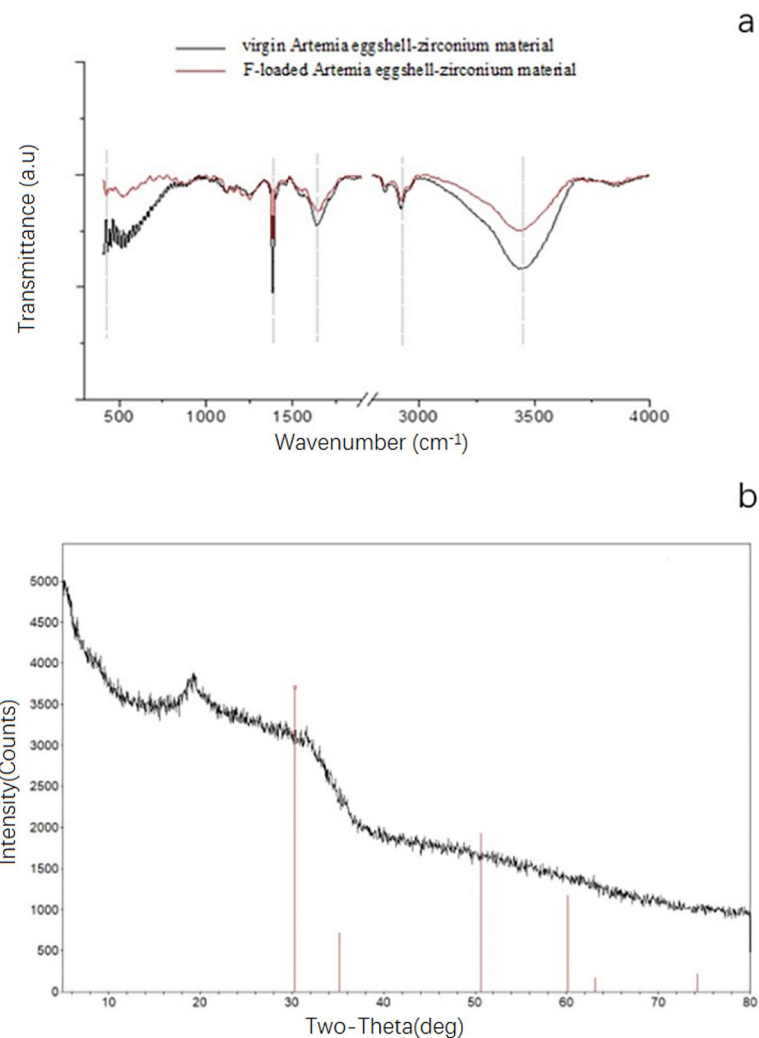 a
virgin Artemia eggshell-zirconium material
F-loaded Artemia eggshell-zirconium material
Transmittance (a.u)
500 1000 1500 3000 3500 4000
Wavenumber (cm-1)
b
5000
4500
4000
3500
3000
2500
2000
1500
1000
500
0
Intensity(Counts)
10 20 30 40 50 60 70 80
Two-Theta(deg)